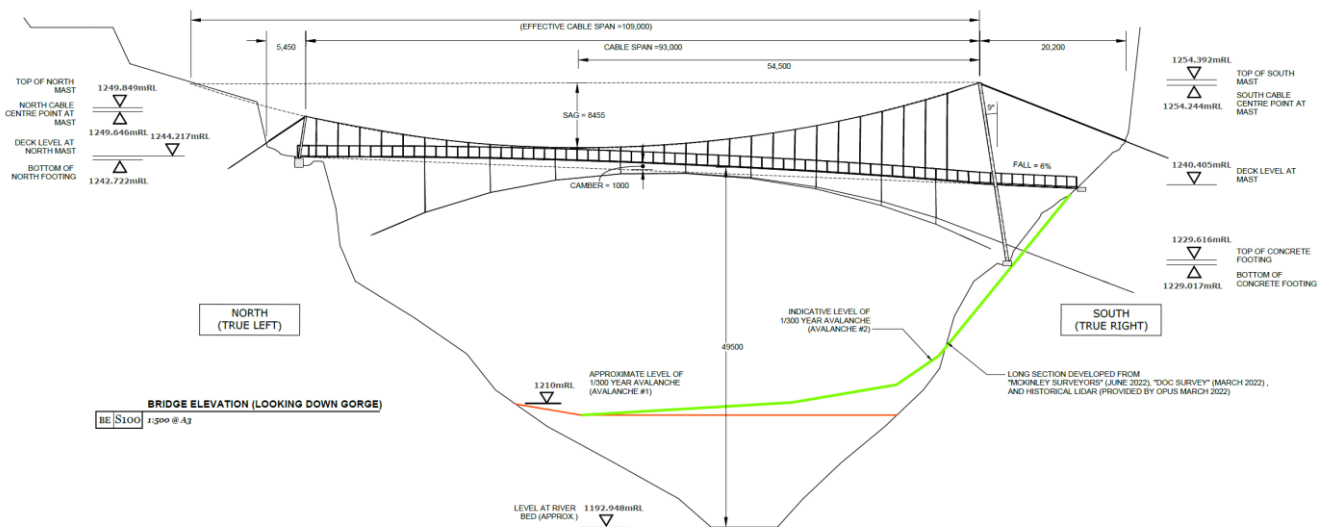 (EFFECTIVE CABLE SPAN =109,000)
5,450
CABLE SPAN =93,000
20,200
54,500
TOP OF NORTH
MAST
1249.849mRL
NORTH CABLE
CENTRE POINT AT
MAST
1249.646mRL
1244.217mRL
DECK LEVEL AT
NORTH MAST
BOTTOM OF
NORTH FOOTING
1242.722mRL
SAG = 8455
9°
1254.392mRL
TOP OF SOUTH
MAST
SOUTH CABLE
CENTRE POINT AT
MAST
1254.244mRL
FALL = 6%
CAMBER = 1000
1240.405mRL
DECK LEVEL AT
MAST
1229.616mRL
TOP OF CONCRETE
FOOTING
BOTTOM OF
CONCRETE FOOTING
1229.017mRL
NORTH
(TRUE LEFT)
SOUTH
(TRUE RIGHT)
INDICATIVE LEVEL OF
1/300 YEAR AVALANCHE
(AVALANCHE #2)
49500
APPROXIMATE LEVEL OF
1/300 YEAR AVALANCHE
(AVALANCHE #1)
1210mRL
LONG SECTION DEVELOPED FROM
"MCKINLEY SURVEYORS" (JUNE 2022), "DOC SURVEY" (MARCH 2022) ,
AND HISTORICAL LIDAR (PROVIDED BY OPUS MARCH 2022)
BRIDGE ELEVATION (LOOKING DOWN GORGE)
BE S100 1:500 @ A3
LEVEL AT RIVER
BED (APPROX.)
1192.948mRL